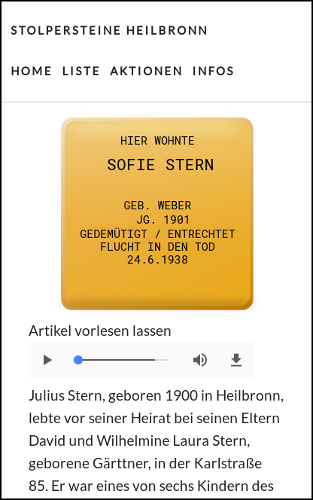 STOLPERSTEINE HEILBRONN
HOME LISTE AKTIONEN INFOS
HIER WOHNTE
SOFIE STERN
GEB. WEBER
JG. 1901
GEDEMÜTIGT / ENTRECHTET
FLUCHT IN DEN TOD
24.6.1938
Artikel vorlesen lassen
Julius Stern, geboren 1900 in Heilbronn,
lebte vor seiner Heirat bei seinen Eltern
David und Wilhelmine Laura Stern,
geborene Gärttner, in der Karlstraße
85. Er war eines von sechs Kindern des